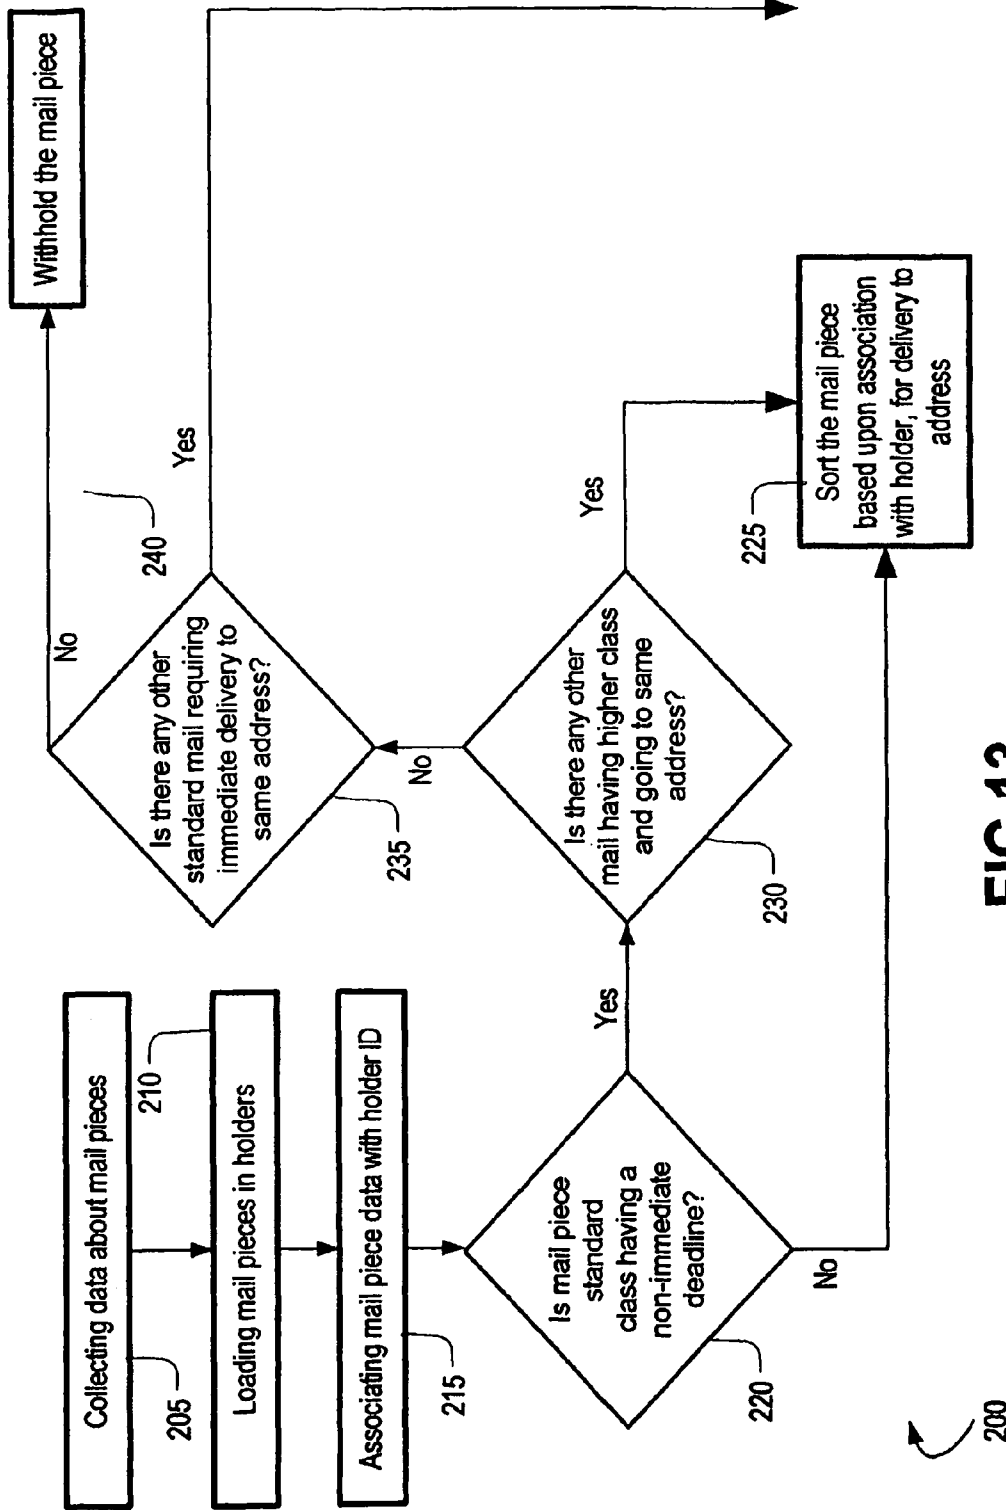 Collecting data about mail pieces
205
210
Loading mail pieces in holders
Associating mail piece data with holder ID
215
Is mail piece
standard
class having a
non-immediate
deadline?
220
Yes
No
Is there any other
mail having higher class
and going to same
address?
230
No
Yes
Is there any other
standard mail requiring
immediate delivery to
same address?
235
No
240
Yes
Withhold the mail piece
Sort the mail piece
based upon association
with holder, for delivery to
address
225
200